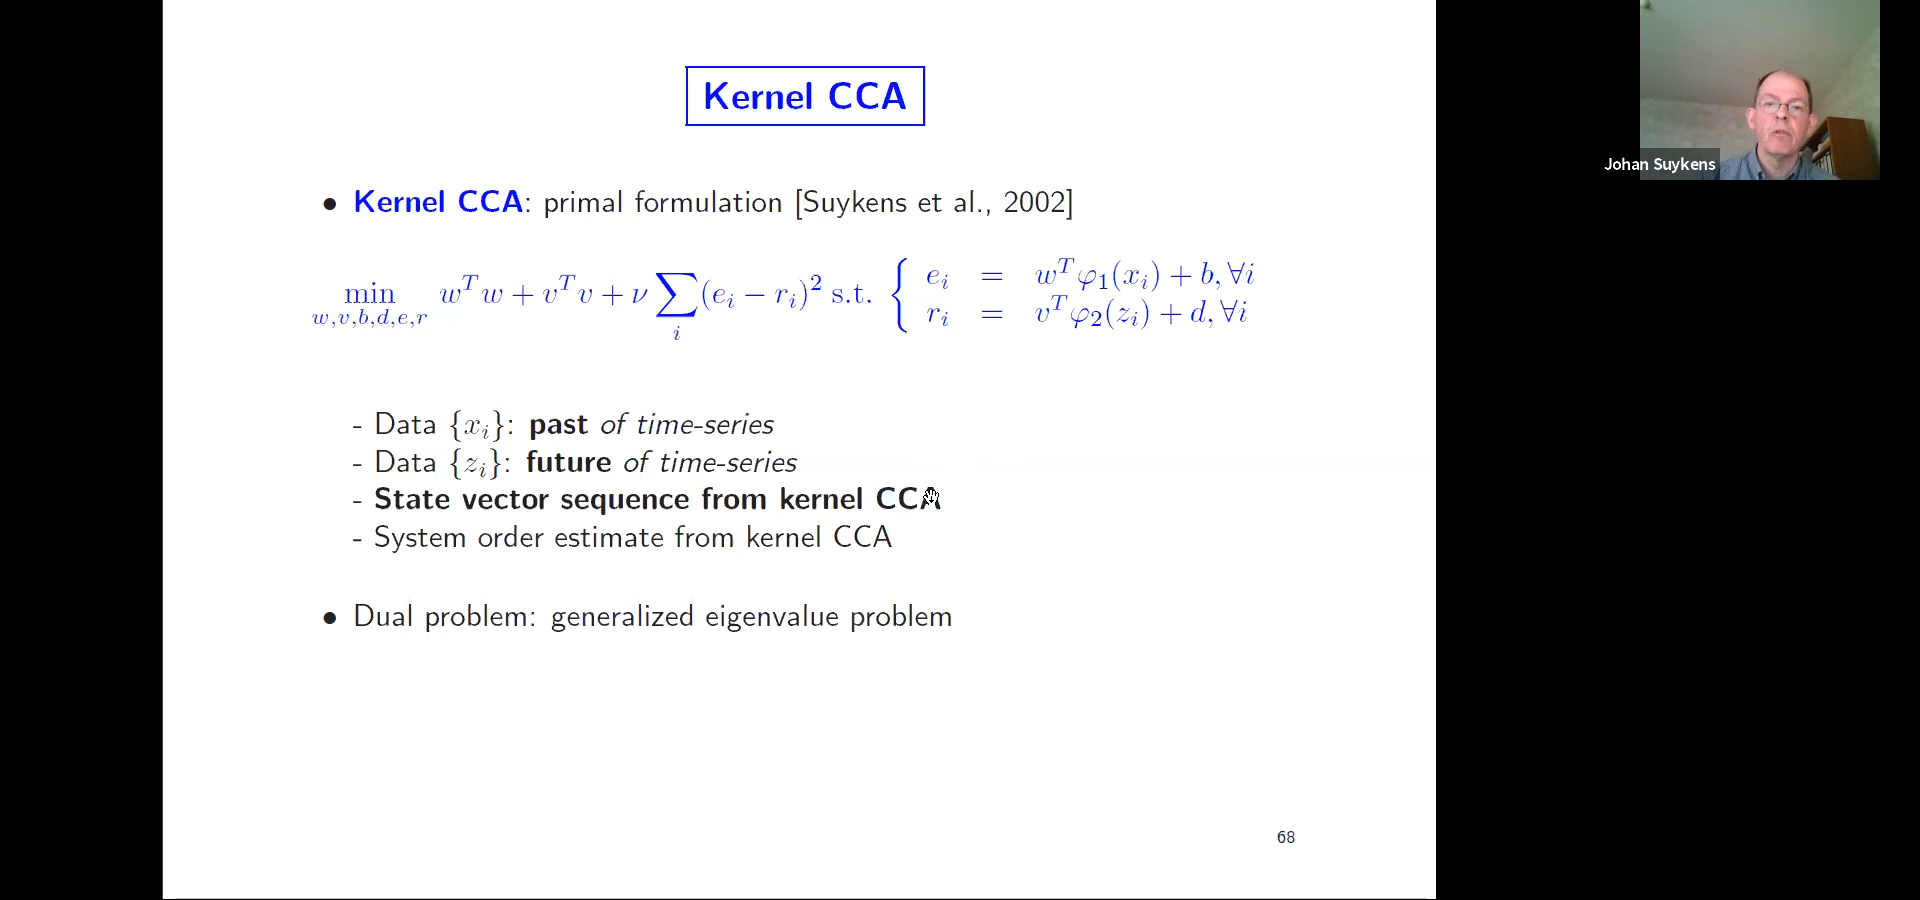 Kernel CCA
Johan Suykens
• Kernel CCA: primal formulation [Suykens et al., 2002]
min_{w,v,b,d,e,r} w^T w + v^T v + ν ∑_i (e_i − r_i)^2 s.t. { e_i = w^T φ_1(x_i) + b, ∀i
r_i = v^T φ_2(z_i) + d, ∀i
- Data {x_i}: past of time-series
- Data {z_i}: future of time-series
- State vector sequence from kernel CCA
- System order estimate from kernel CCA
• Dual problem: generalized eigenvalue problem
68